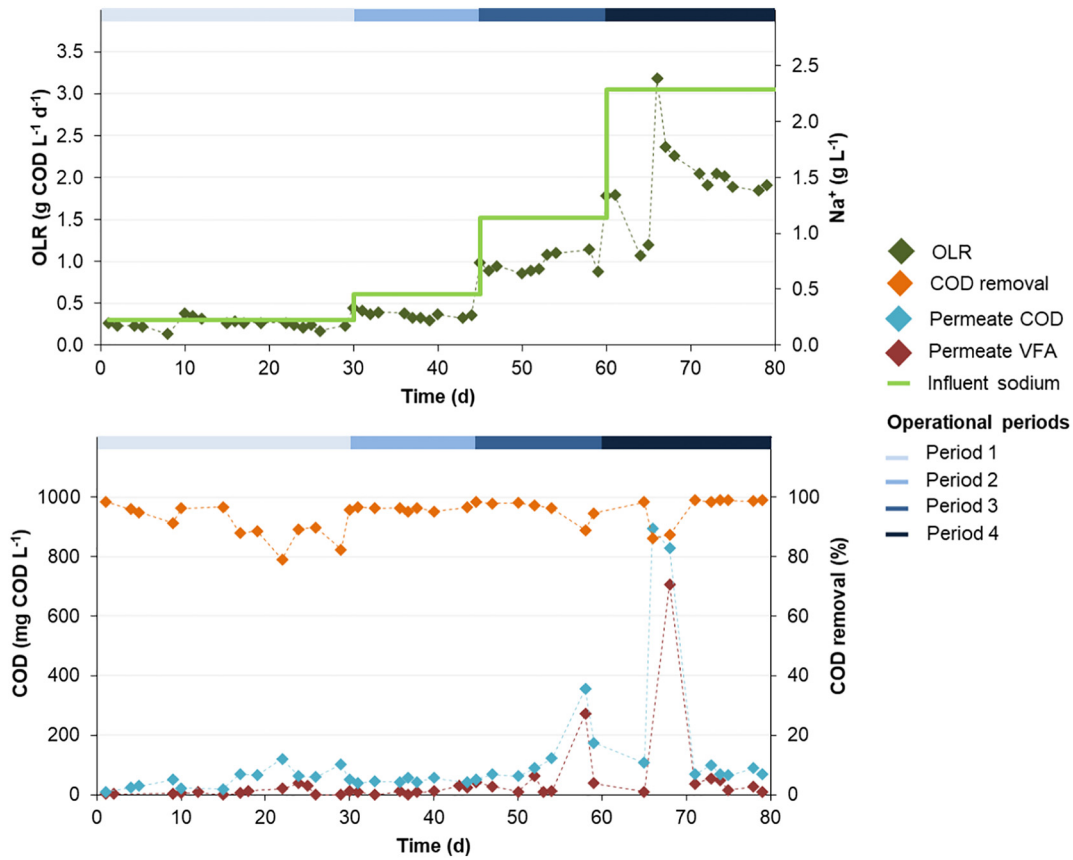 3.5
3.0
2.5
2.0
1.5
1.0
0.5
0.0
OLR (g COD L-1 d-1)
2.5
2.0
1.5
1.0
0.5
0.0
Na+ (g L-1)
0 10 20 30 40 50 60 70 80
Time (d)
1000
800
600
400
200
0
COD (mg COD L-1)
100
80
60
40
20
0
COD removal (%)
0 10 20 30 40 50 60 70 80
Time (d)
OLR
COD removal
Permeate COD
Permeate VFA
Influent sodium
Operational periods
Period 1
Period 2
Period 3
Period 4